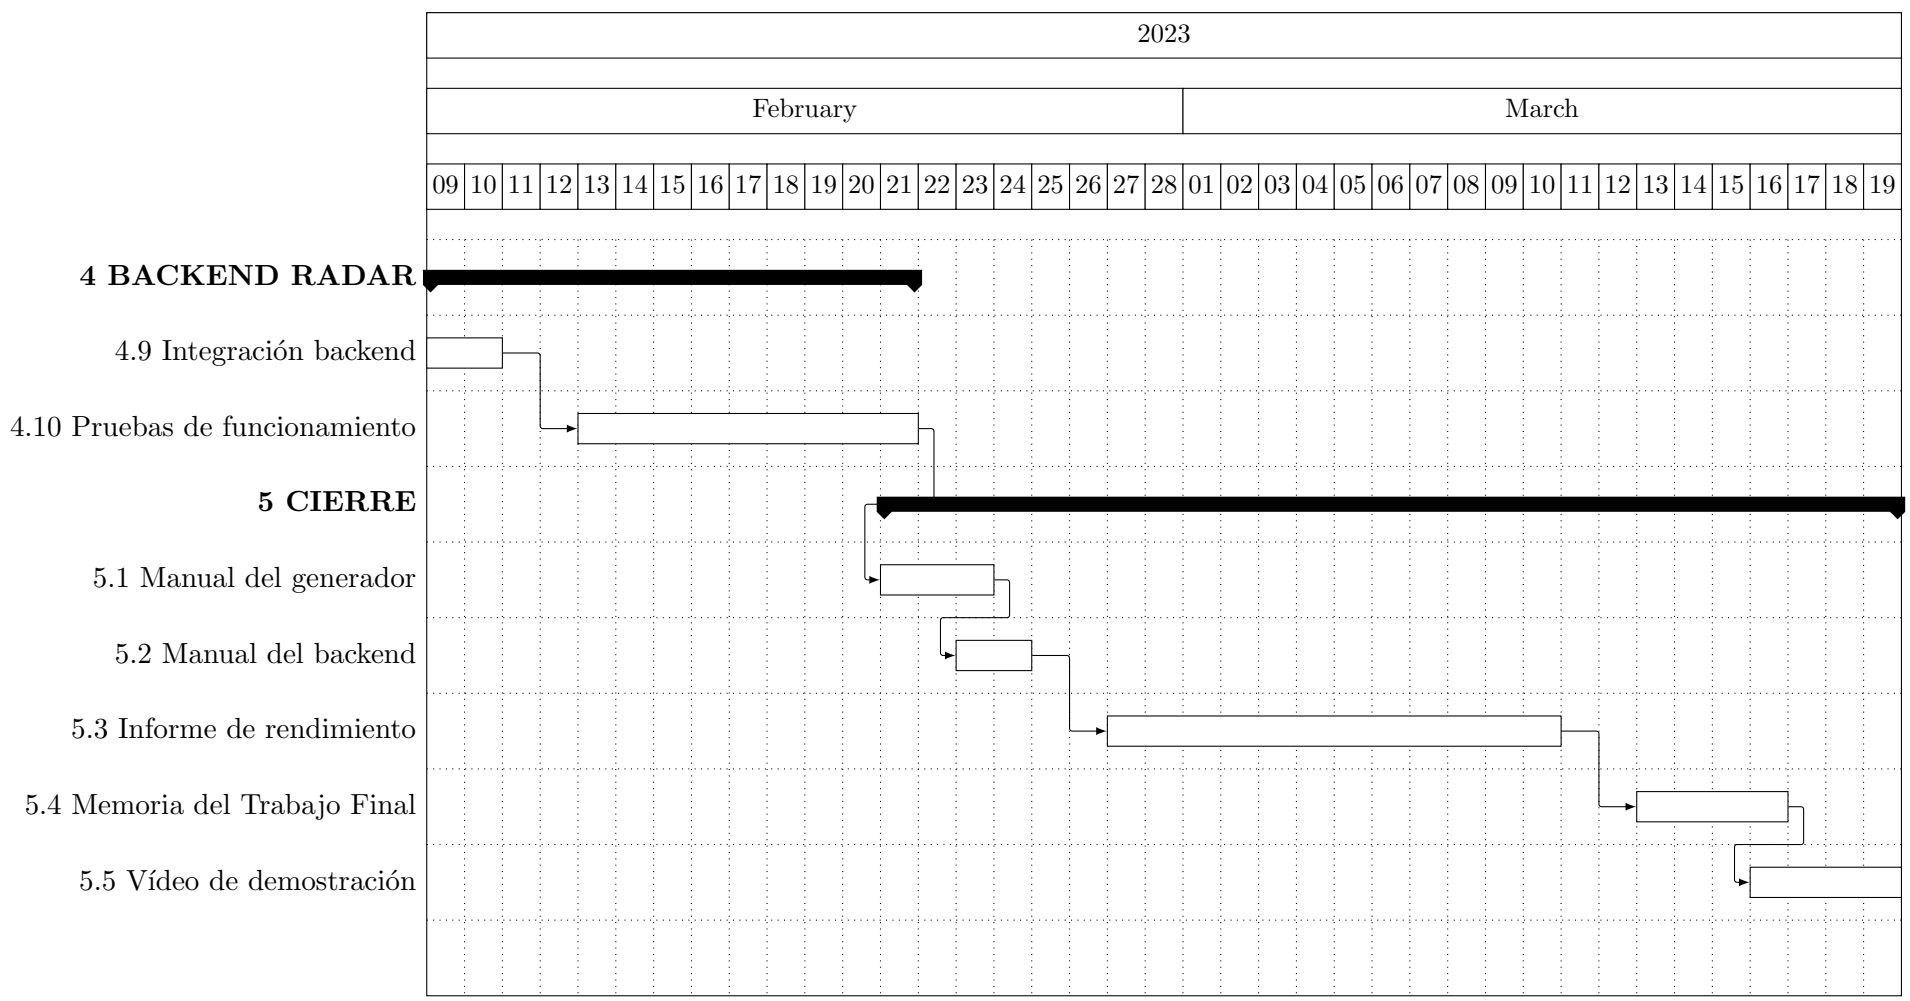 2023
February March
09 10 11 12 13 14 15 16 17 18 19 20 21 22 23 24 25 26 27 28 01 02 03 04 05 06 07 08 09 10 11 12 13 14 15 16 17 18 19
4 BACKEND RADAR
4.9 Integración backend
4.10 Pruebas de funcionamiento
5 CIERRE
5.1 Manual del generador
5.2 Manual del backend
5.3 Informe de rendimiento
5.4 Memoria del Trabajo Final
5.5 Vídeo de demostración